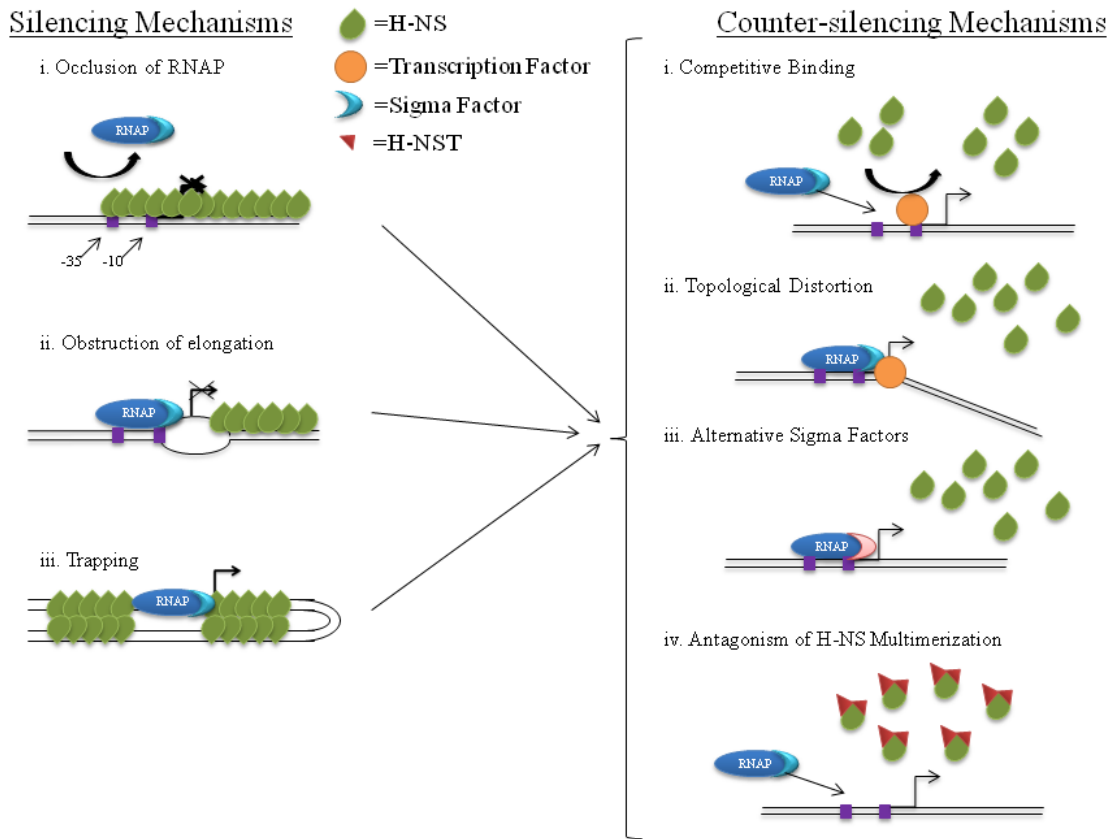 Silencing Mechanisms
i. Occlusion of RNAP
RNAP
-35
-10
ii. Obstruction of elongation
RNAP
iii. Trapping
RNAP
=H-NS
=Transcription Factor
=Sigma Factor
=H-NST
Counter-silencing Mechanisms
i. Competitive Binding
RNAP
ii. Topological Distortion
RNAP
iii. Alternative Sigma Factors
RNAP
iv. Antagonism of H-NS Multimerization
RNAP